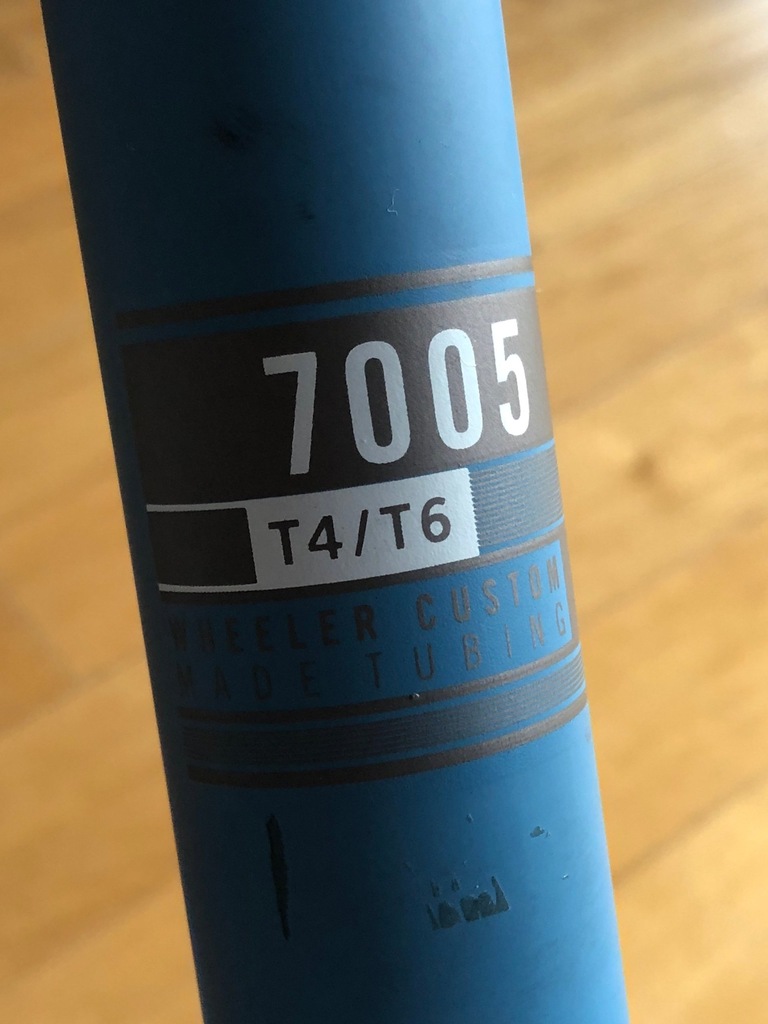 7005
T4/T6
WHEELER CUSTOM
MADE TUBING